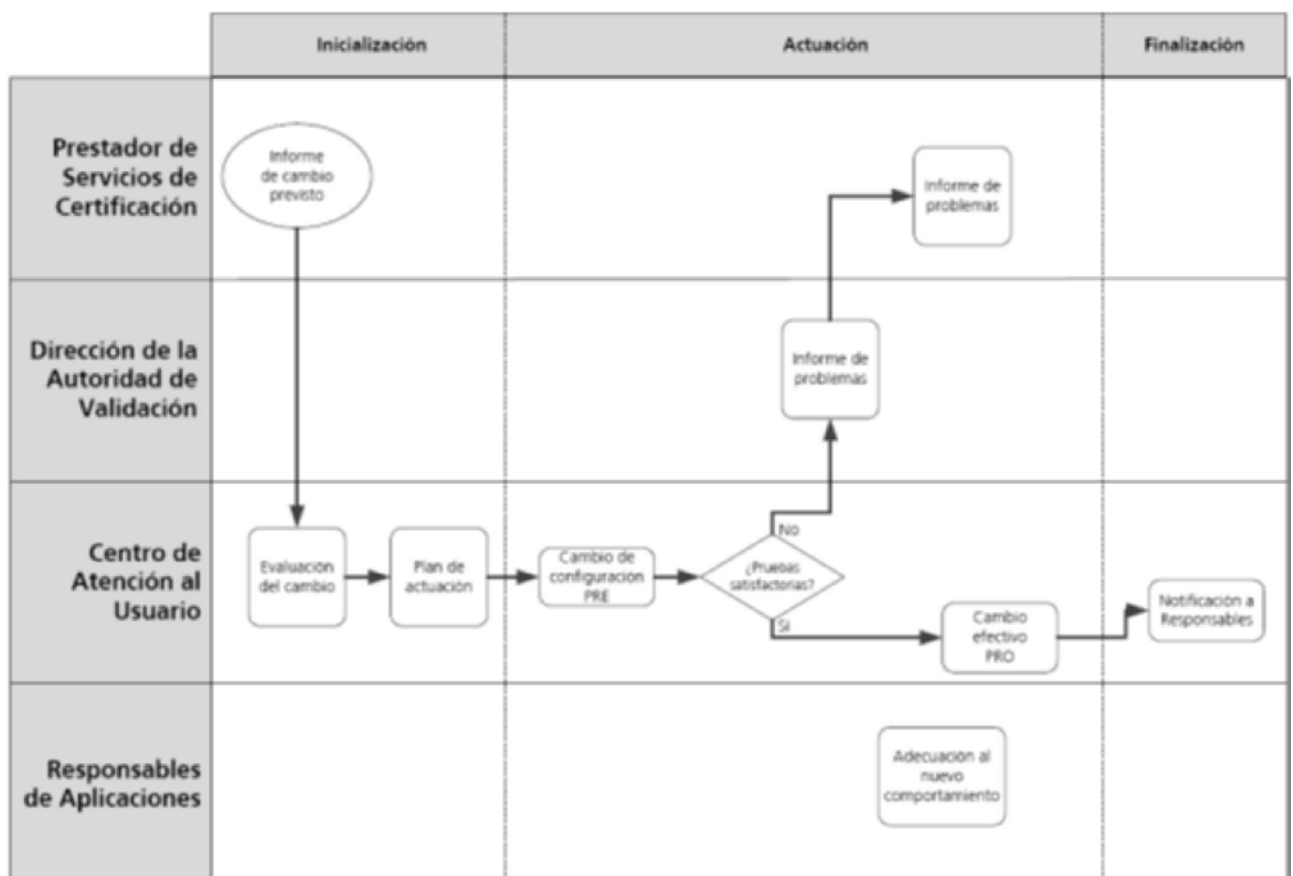 Inicialización
Actuación
Finalización
Prestador de
Servicios de
Certificación
Informe
de cambio
previsto
Informe de
problemas
Dirección de la
Autoridad de
Validación
Informe de
problemas
Centro de
Atención al
Usuario
Evaluación
del cambio
Plan de
actuación
Cambio de
configuración
PRE
¿Pruebas
satisfactorias?
No
Si
Cambio
efectivo
PRO
Notificación a
Responsables
Responsables
de Aplicaciones
Adecuación al
nuevo
comportamiento